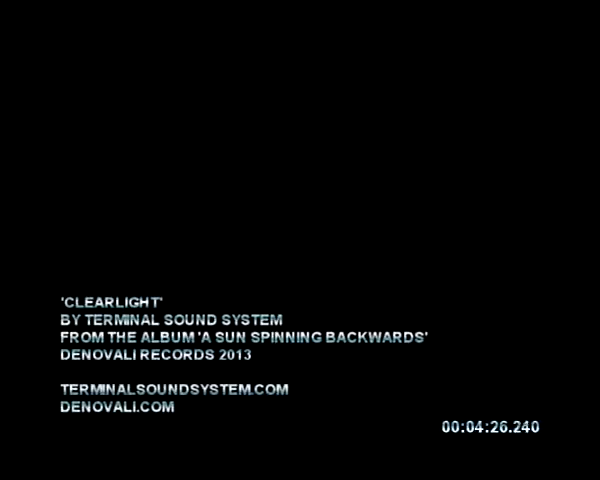 'CLEARLIGHT'
BY TERMINAL SOUND SYSTEM
FROM THE ALBUM 'A SUN SPINNING BACKWARDS'
DENOVALI RECORDS 2013
TERMINALSOUNDSYSTEM.COM
DENOVALI.COM
00:04:26.240